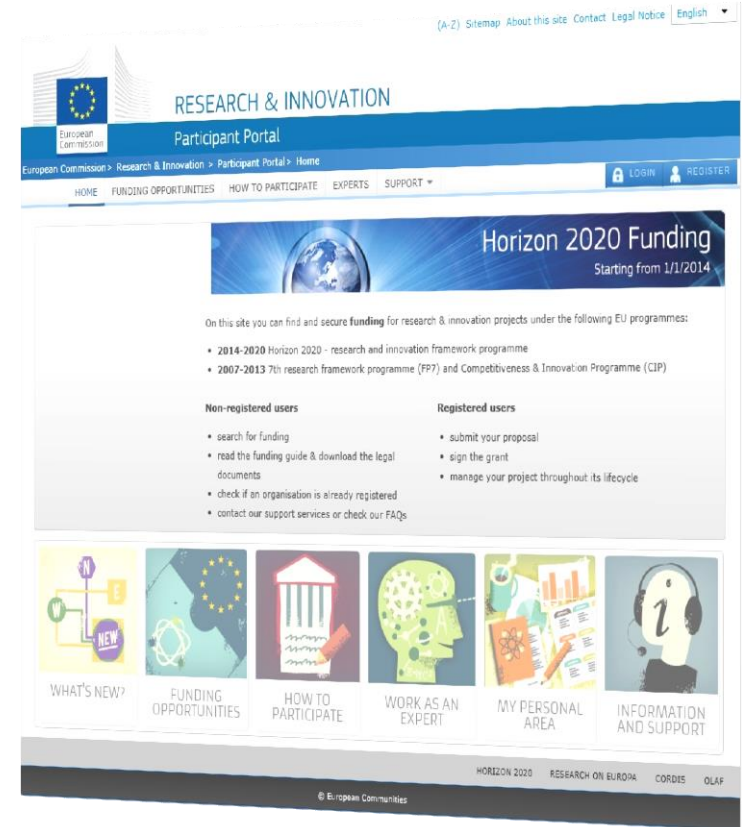 (A-Z) Sitemap About this site Contact Legal Notice English
RESEARCH & INNOVATION
European
Commission
Participant Portal
European Commission > Research & Innovation > Participant Portal > Home
HOME FUNDING OPPORTUNITIES HOW TO PARTICIPATE EXPERTS SUPPORT
LOGIN REGISTER
Horizon 2020 Funding
Starting from 1/1/2014
On this site you can find and secure funding for research & innovation projects under the following EU programmes:
• 2014-2020 Horizon 2020 - research and innovation framework programme
• 2007-2013 7th research framework programme (FP7) and Competitiveness & Innovation Programme (CIP)
Non-registered users
• search for funding
• read the funding guide & download the legal
documents
• check if an organisation is already registered
• contact our support services or check our FAQs
Registered users
• submit your proposal
• sign the grant
• manage your project throughout its lifecycle
N
E
W
NEW
A
i
WHAT'S NEW?
FUNDING
OPPORTUNITIES
HOW TO
PARTICIPATE
WORK AS AN
EXPERT
MY PERSONAL
AREA
INFORMATION
AND SUPPORT
HORIZON 2020 RESEARCH ON EUROPA CORDIS OLAF
© European Communities